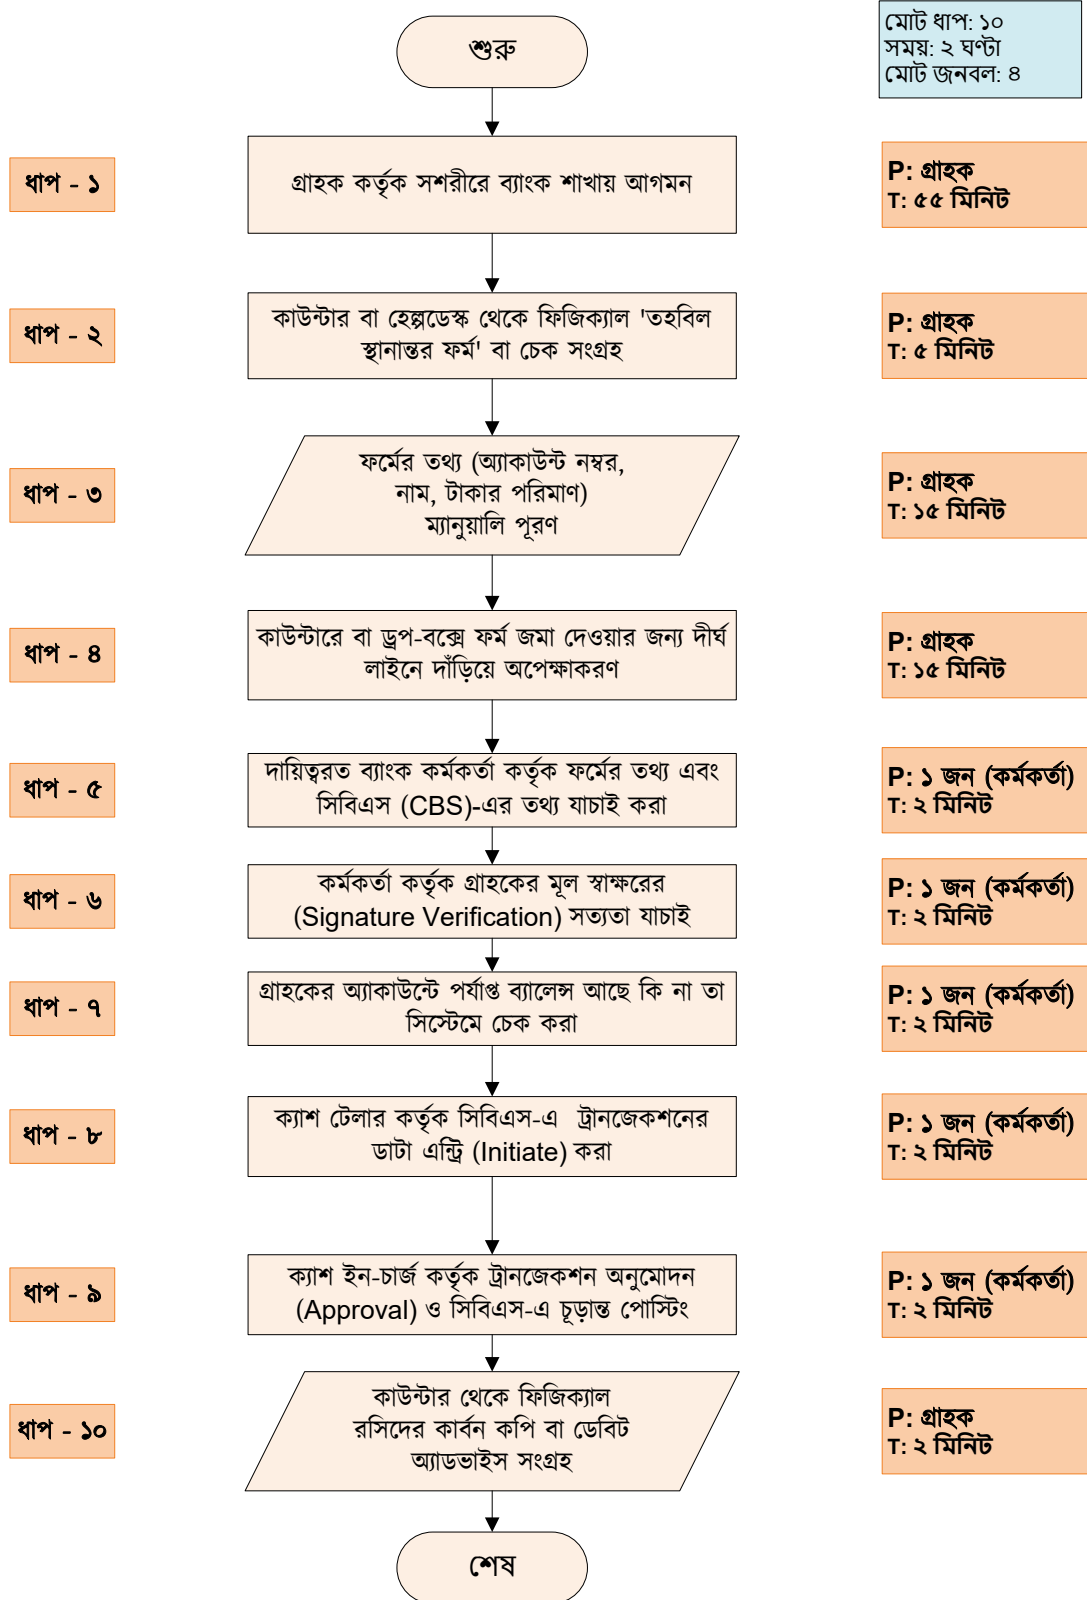 মোট ধাপ: ১০
সময়: ২ ঘণ্টা
মোট জনবল: ৪
শুরু
ধাপ - ১
গ্রাহক কর্তৃক সশরীরে ব্যাংক শাখায় আগমন
P: গ্রাহক
T: ৫৫ মিনিট
ধাপ - ২
কাউন্টার বা হেল্পডেস্ক থেকে ফিজিক্যাল 'তহবিল
স্থানান্তর ফর্ম' বা চেক সংগ্রহ
P: গ্রাহক
T: ৫ মিনিট
ধাপ - ৩
ফর্মের তথ্য (অ্যাকাউন্ট নম্বর,
নাম, টাকার পরিমাণ)
ম্যানুয়ালি পূরণ
P: গ্রাহক
T: ১৫ মিনিট
ধাপ - ৪
কাউন্টারে বা ড্রপ-বক্সে ফর্ম জমা দেওয়ার জন্য দীর্ঘ
লাইনে দাঁড়িয়ে অপেক্ষাকরণ
P: গ্রাহক
T: ১৫ মিনিট
ধাপ - ৫
দায়িত্বরত ব্যাংক কর্মকর্তা কর্তৃক ফর্মের তথ্য এবং
সিবিএস (CBS)-এর তথ্য যাচাই করা
P: ১ জন (কর্মকর্তা)
T: ২ মিনিট
ধাপ - ৬
কর্মকর্তা কর্তৃক গ্রাহকের মূল স্বাক্ষরের
(Signature Verification) সত্যতা যাচাই
P: ১ জন (কর্মকর্তা)
T: ২ মিনিট
ধাপ - ৭
গ্রাহকের অ্যাকাউন্টে পর্যাপ্ত ব্যালেন্স আছে কি না তা
সিস্টেমে চেক করা
P: ১ জন (কর্মকর্তা)
T: ২ মিনিট
ধাপ - ৮
ক্যাশ টেলার কর্তৃক সিবিএস-এ ট্রানজেকশনের
ডাটা এন্ট্রি (Initiate) করা
P: ১ জন (কর্মকর্তা)
T: ২ মিনিট
ধাপ - ৯
ক্যাশ ইন-চার্জ কর্তৃক ট্রানজেকশন অনুমোদন
(Approval) ও সিবিএস-এ চূড়ান্ত পোস্টিং
P: ১ জন (কর্মকর্তা)
T: ২ মিনিট
ধাপ - ১০
কাউন্টার থেকে ফিজিক্যাল
রসিদের কার্বন কপি বা ডেবিট
অ্যাডভাইস সংগ্রহ
P: গ্রাহক
T: ২ মিনিট
শেষ